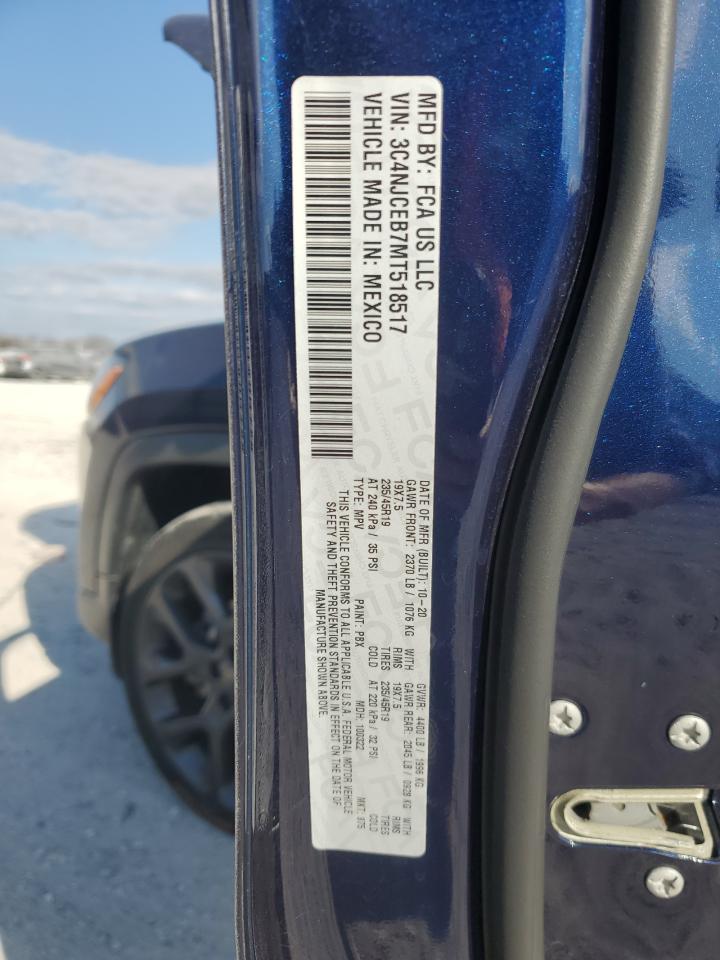 MFD BY: FCA US LLC
VIN: 3C4NJCEB7MT518517
VEHICLE MADE IN: MEXICO
DATE OF MFR (BUILT) 10-20 GVWR: 4400 LB / 1996 KG
GAWR FRONT: 2370 LB / 1076 KG WITH GAWR REAR: 2045 LB / 0928 KG WITH
19X7.5 RIMS 19X7.5 RIMS
235/45R19 TIRES 235/45R19 TIRES
AT 240 kPa / 35 PSI COLD AT 220 kPa / 32 PSI COLD
TYPE: MPV PAINT: PBX MDH: 100322 MKT: 975
THIS VEHICLE CONFORMS TO ALL APPLICABLE U.S.A. FEDERAL MOTOR VEHICLE
SAFETY AND THEFT PREVENTION STANDARDS IN EFFECT ON THE DATE OF
MANUFACTURE SHOWN ABOVE.